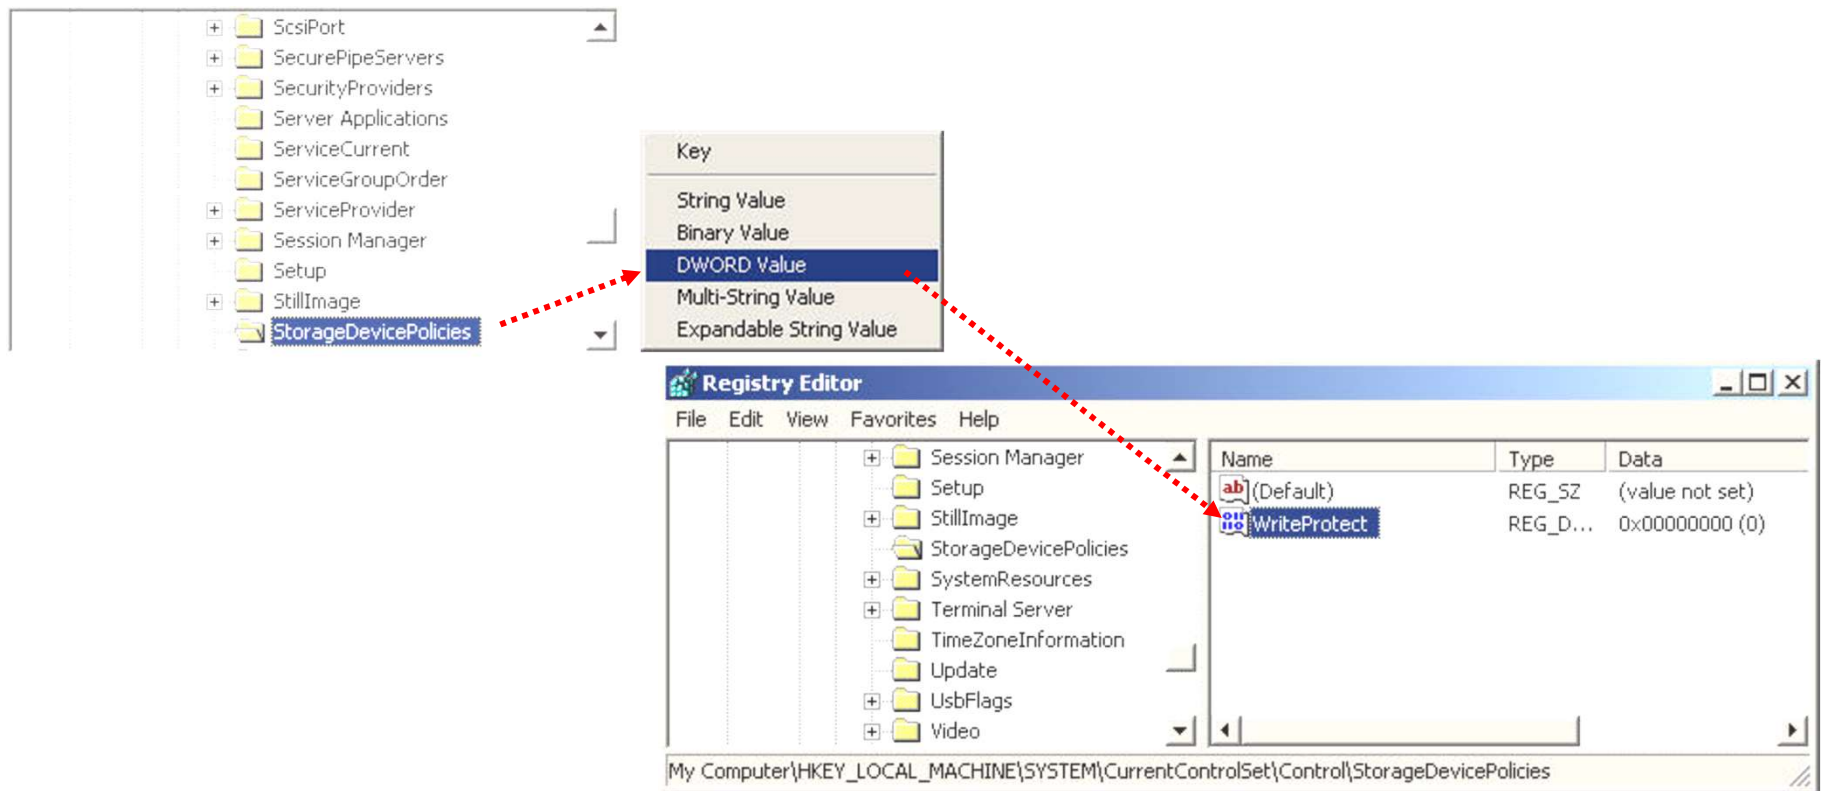 ScsiPort
SecurePipeServers
SecurityProviders
Server Applications
ServiceCurrent
ServiceGroupOrder
ServiceProvider
Session Manager
Setup
StillImage
StorageDevicePolicies
Key
String Value
Binary Value
DWORD Value
Multi-String Value
Expandable String Value
Registry Editor
File Edit View Favorites Help
Session Manager
Setup
StillImage
StorageDevicePolicies
SystemResources
Terminal Server
TimeZoneInformation
Update
UsbFlags
Video
Name Type Data
ab (Default) REG_SZ (value not set)
WriteProtect REG_D... 0x00000000 (0)
My Computer\HKEY_LOCAL_MACHINE\SYSTEM\CurrentControlSet\Control\StorageDevicePolicies